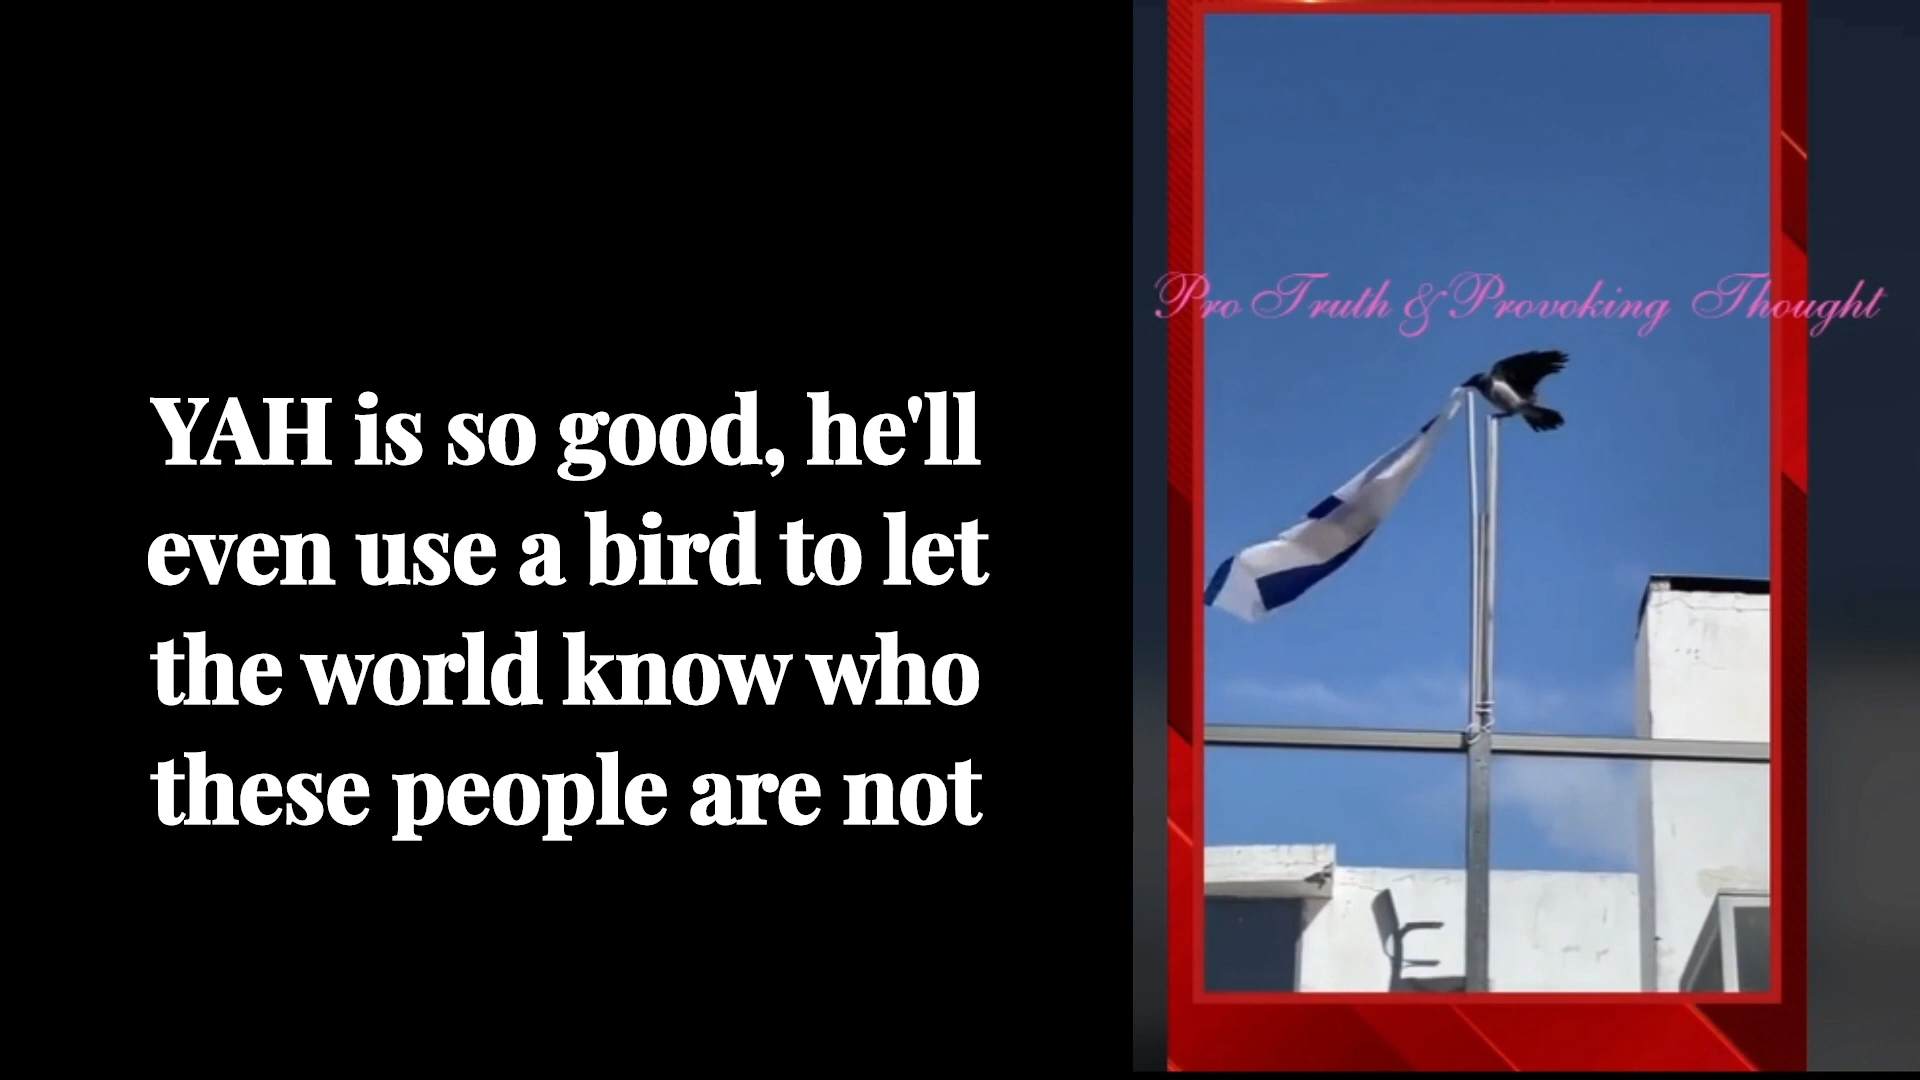 YAH is so good, he'll
even use a bird to let
the world know who
these people are not
Pro Truth & Provoking Thought